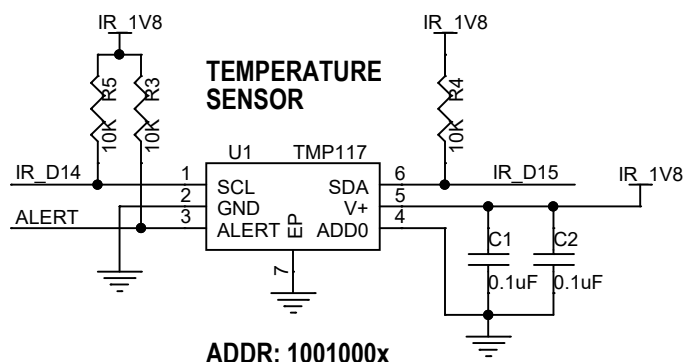 IR_1V8
IR_1V8
TEMPERATURE
SENSOR
R5
10K
R3
10K
R4
10K
U1
TMP117
IR_D14
1
SCL
SDA
6
IR_D15
IR_1V8
2
GND
V+
5
ALERT
3
ALERT
EP
ADD0
4
C1
C2
7
0.1uF
0.1uF
ADDR: 1001000x